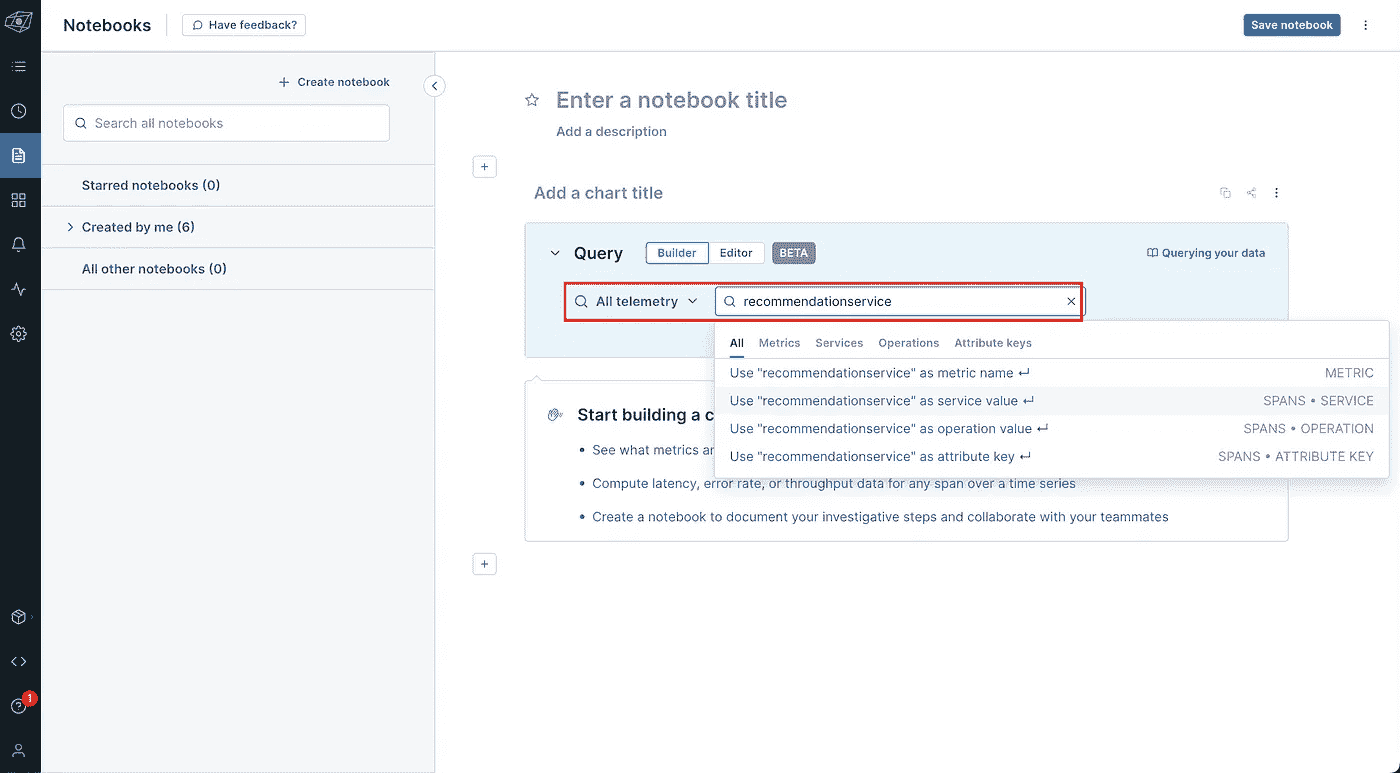 Notebooks
Have feedback?
Save notebook
Create notebook
Search all notebooks
Starred notebooks (0)
Created by me (6)
All other notebooks (0)
1
Enter a notebook title
Add a description
Add a chart title
Query
Builder
Editor
BETA
Querying your data
All telemetry
recommendationservice
All Metrics Services Operations Attribute keys
Use "recommendationservice" as metric name METRIC
Use "recommendationservice" as service value SPANS • SERVICE
Use "recommendationservice" as operation value SPANS • OPERATION
Use "recommendationservice" as attribute key SPANS • ATTRIBUTE KEY
Start building a c
• See what metrics ar
• Compute latency, error rate, or throughput data for any span over a time series
• Create a notebook to document your investigative steps and collaborate with your teammates